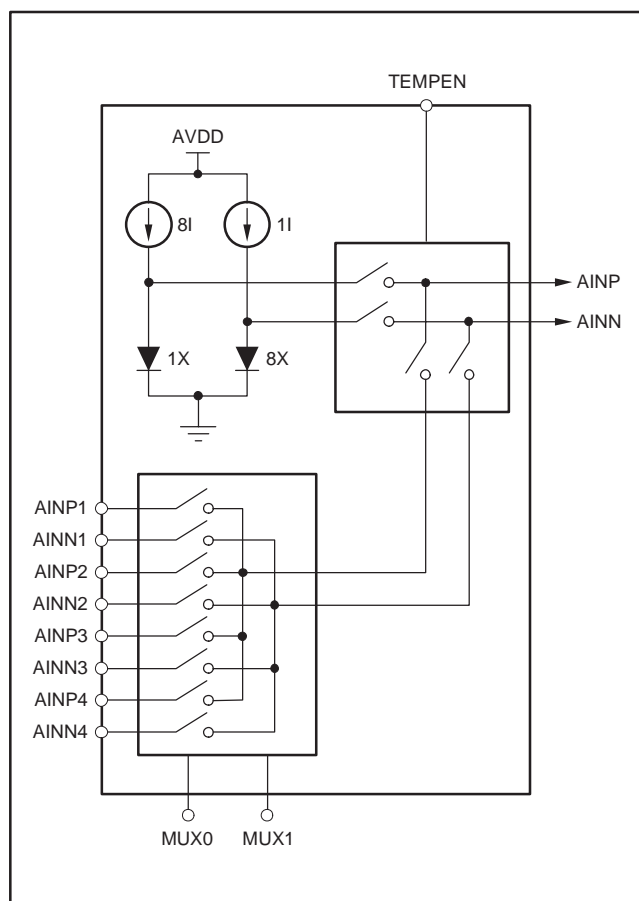 TEMPEN
AVDD
8I
1I
AINP
AINN
1X
8X
AINP1
AINN1
AINP2
AINN2
AINP3
AINN3
AINP4
AINN4
MUX0
MUX1